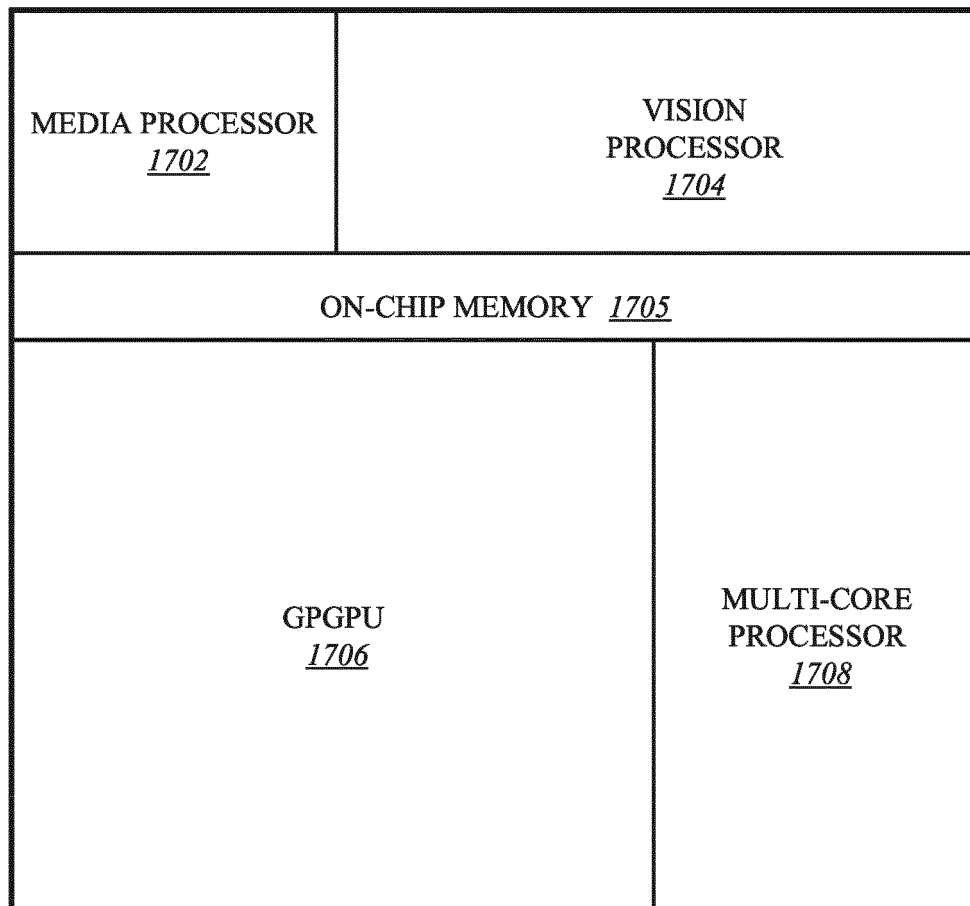 MEDIA PROCESSOR
1702
VISION
PROCESSOR
1704
ON-CHIP MEMORY 1705
GPGPU
1706
MULTI-CORE
PROCESSOR
1708